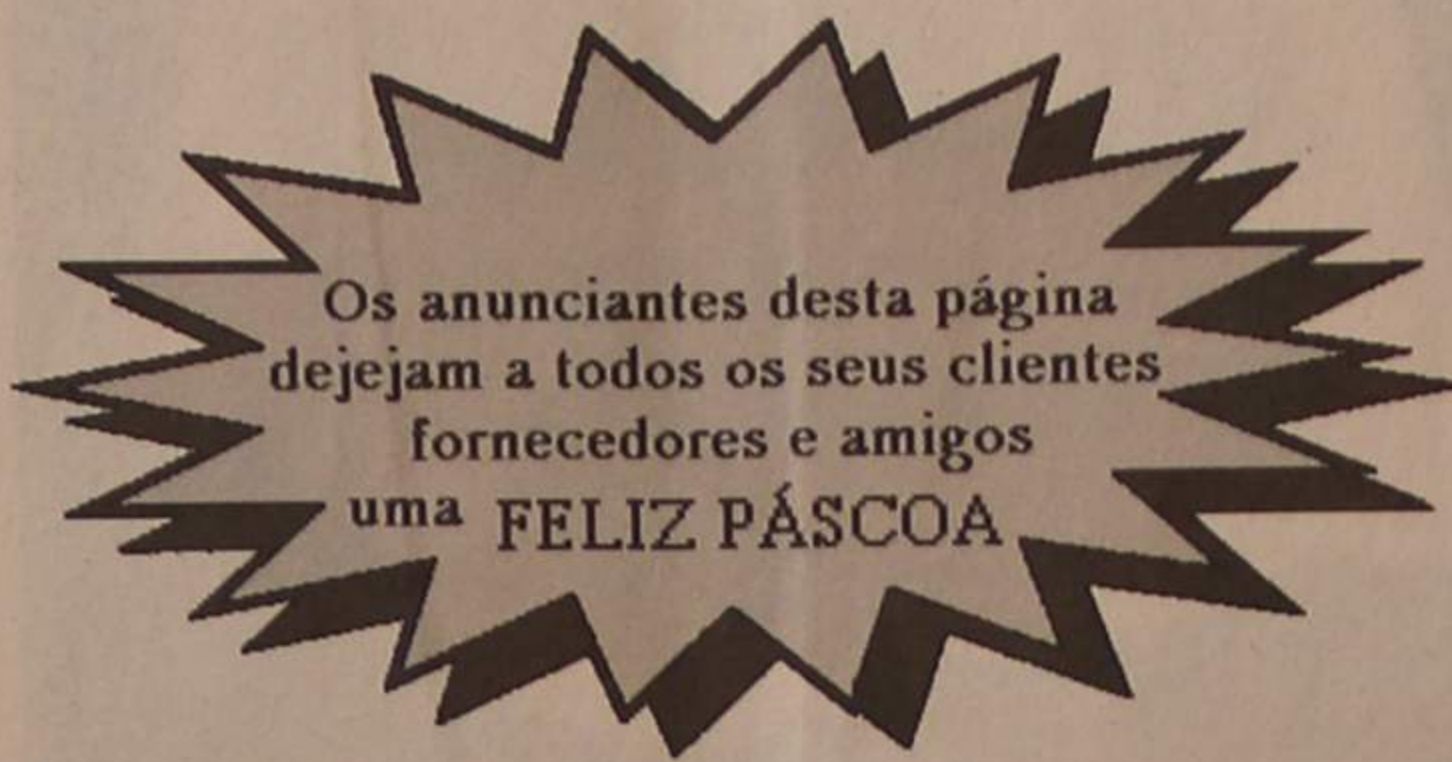 Os anunciantes desta página
dejejam a todos os seus clientes
fornecedores e amigos
uma FELIZ PÁSCOA